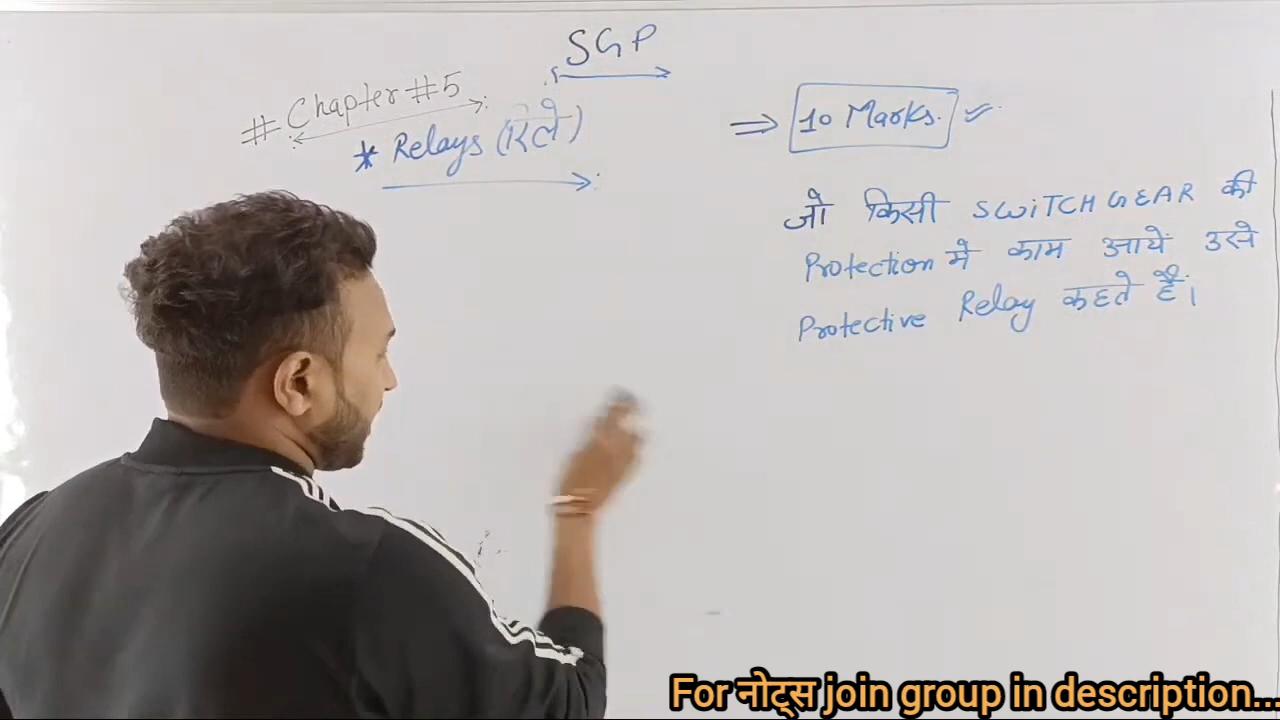 SGP
# Chapter #5
* Relays (रिले)
⇒ 10 Marks.
जो किसी SWiTCHGEAR की
Protection मे काम आयें उसे
Protective Relay कहते हैं।
For नोट्स join group in description...